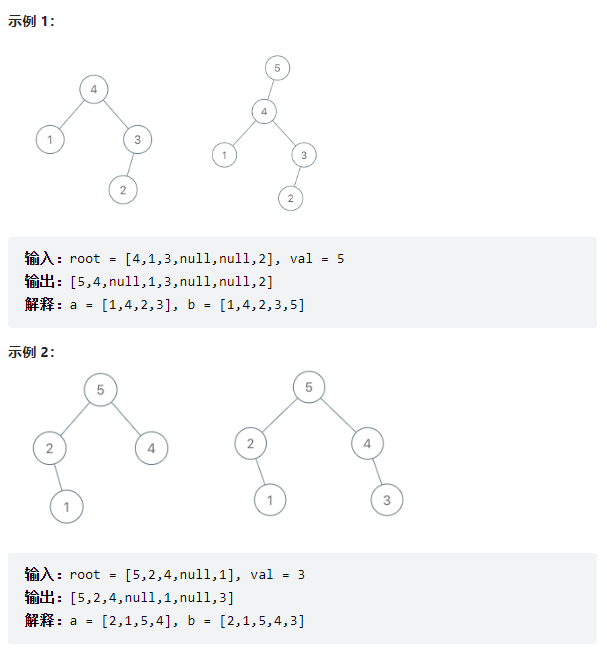 示例 1：
4
1
3
2
5
4
1
3
2
输入：root = [4,1,3,null,null,2], val = 5
输出：[5,4,null,1,3,null,null,2]
解释：a = [1,4,2,3], b = [1,4,2,3,5]
示例 2：
5
2
4
1
5
2
4
1
3
输入：root = [5,2,4,null,1], val = 3
输出：[5,2,4,null,1,null,3]
解释：a = [2,1,5,4], b = [2,1,5,4,3]